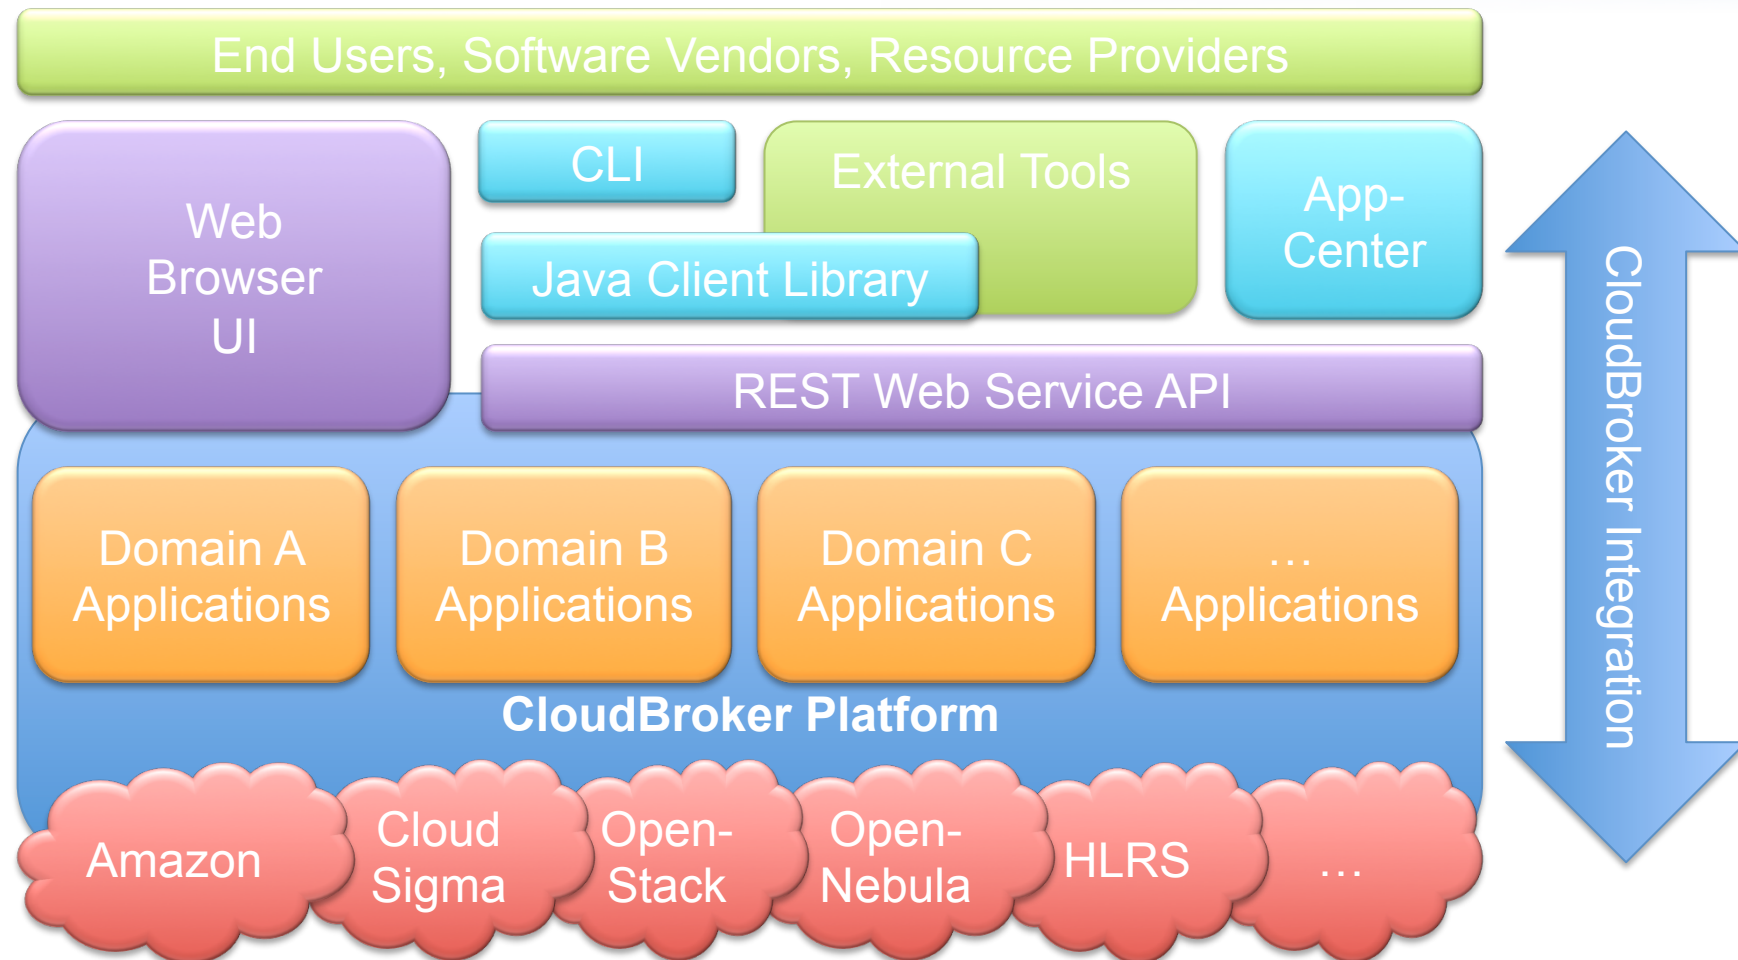 End Users, Software Vendors, Resource Providers
Web
Browser
UI
CLI
External Tools
Java Client Library
App-
Center
REST Web Service API
Domain A
Applications
Domain B
Applications
Domain C
Applications
…
Applications
CloudBroker Platform
Amazon
Cloud
Sigma
Open-
Stack
Open-
Nebula
HLRS
…
CloudBroker Integration